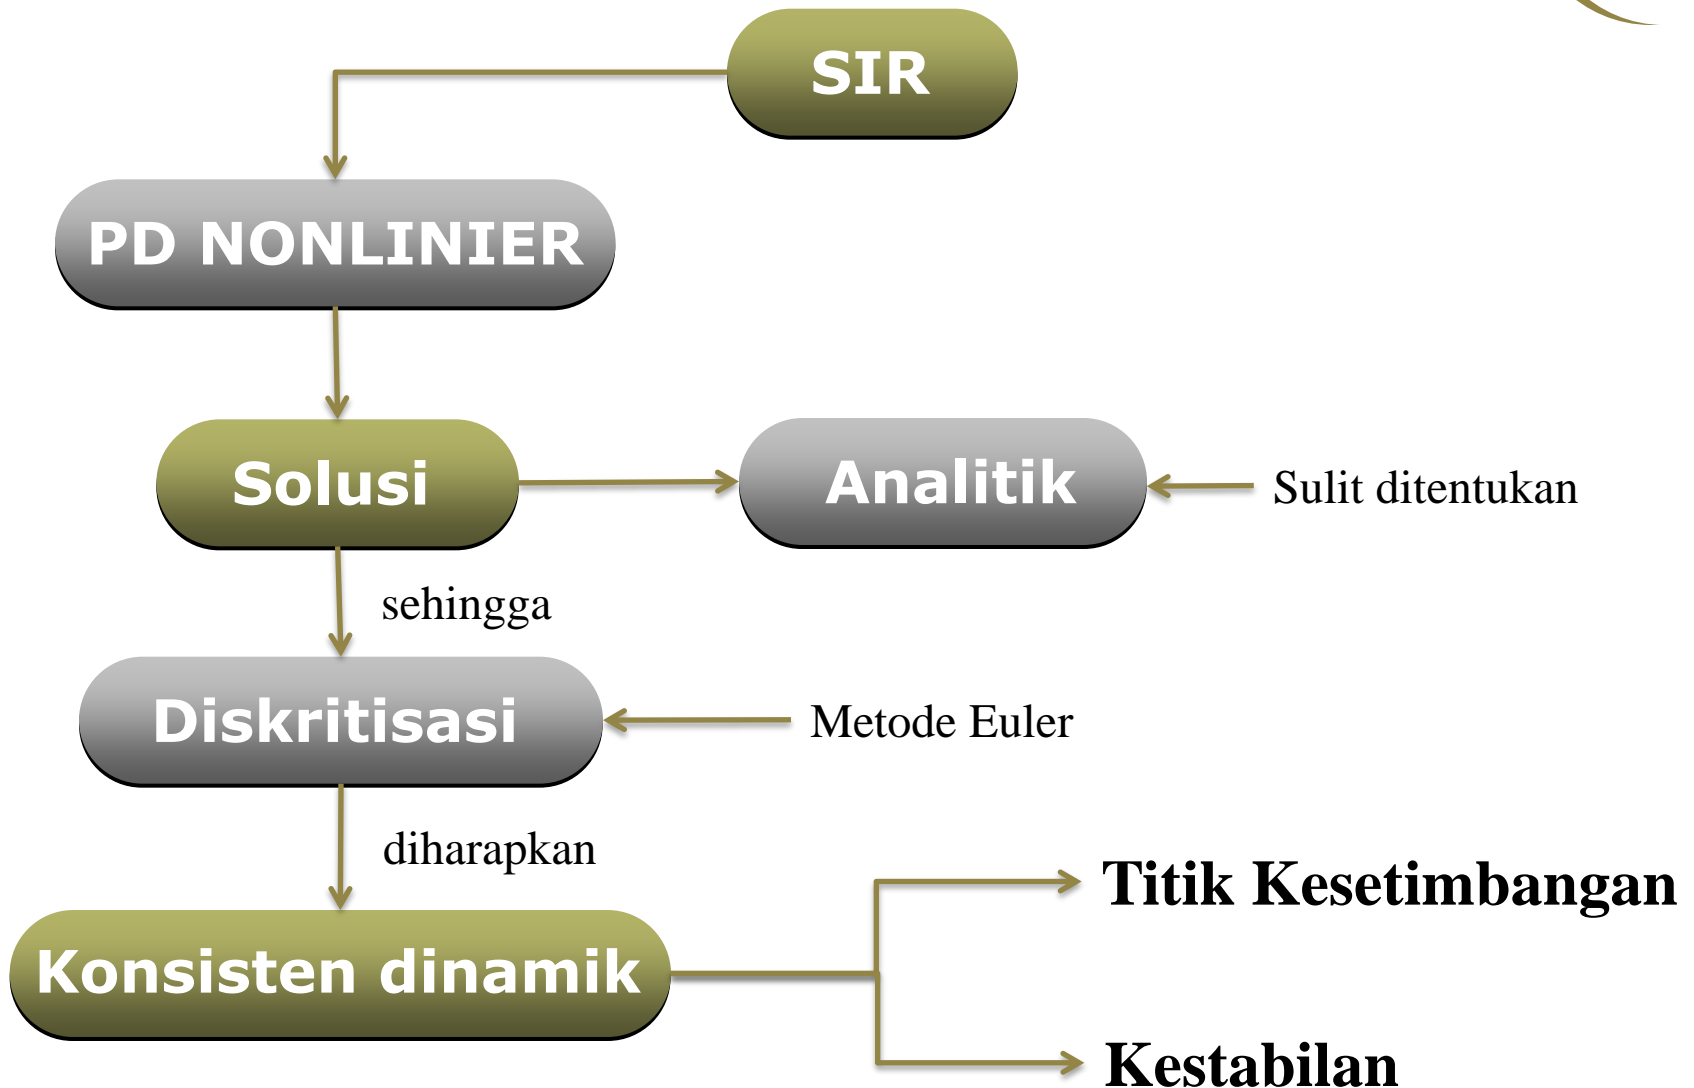 SIR
PD NONLINIER
Solusi
Analitik
Sulit ditentukan
sehingga
Diskritisasi
Metode Euler
diharapkan
Titik Kesetimbangan
Konsisten dinamik
Kestabilan